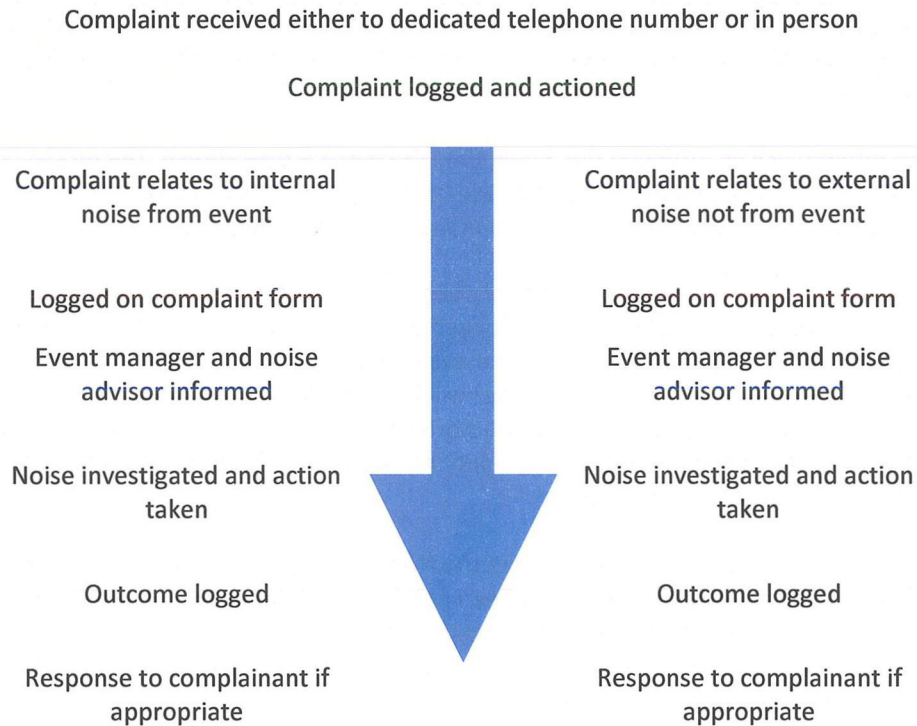 Complaint received either to dedicated telephone number or in person
Complaint logged and actioned
Complaint relates to internal
noise from event
Logged on complaint form
Event manager and noise
advisor informed
Noise investigated and action
taken
Outcome logged
Response to complainant if
appropriate
Complaint relates to external
noise not from event
Logged on complaint form
Event manager and noise
advisor informed
Noise investigated and action
taken
Outcome logged
Response to complainant if
appropriate